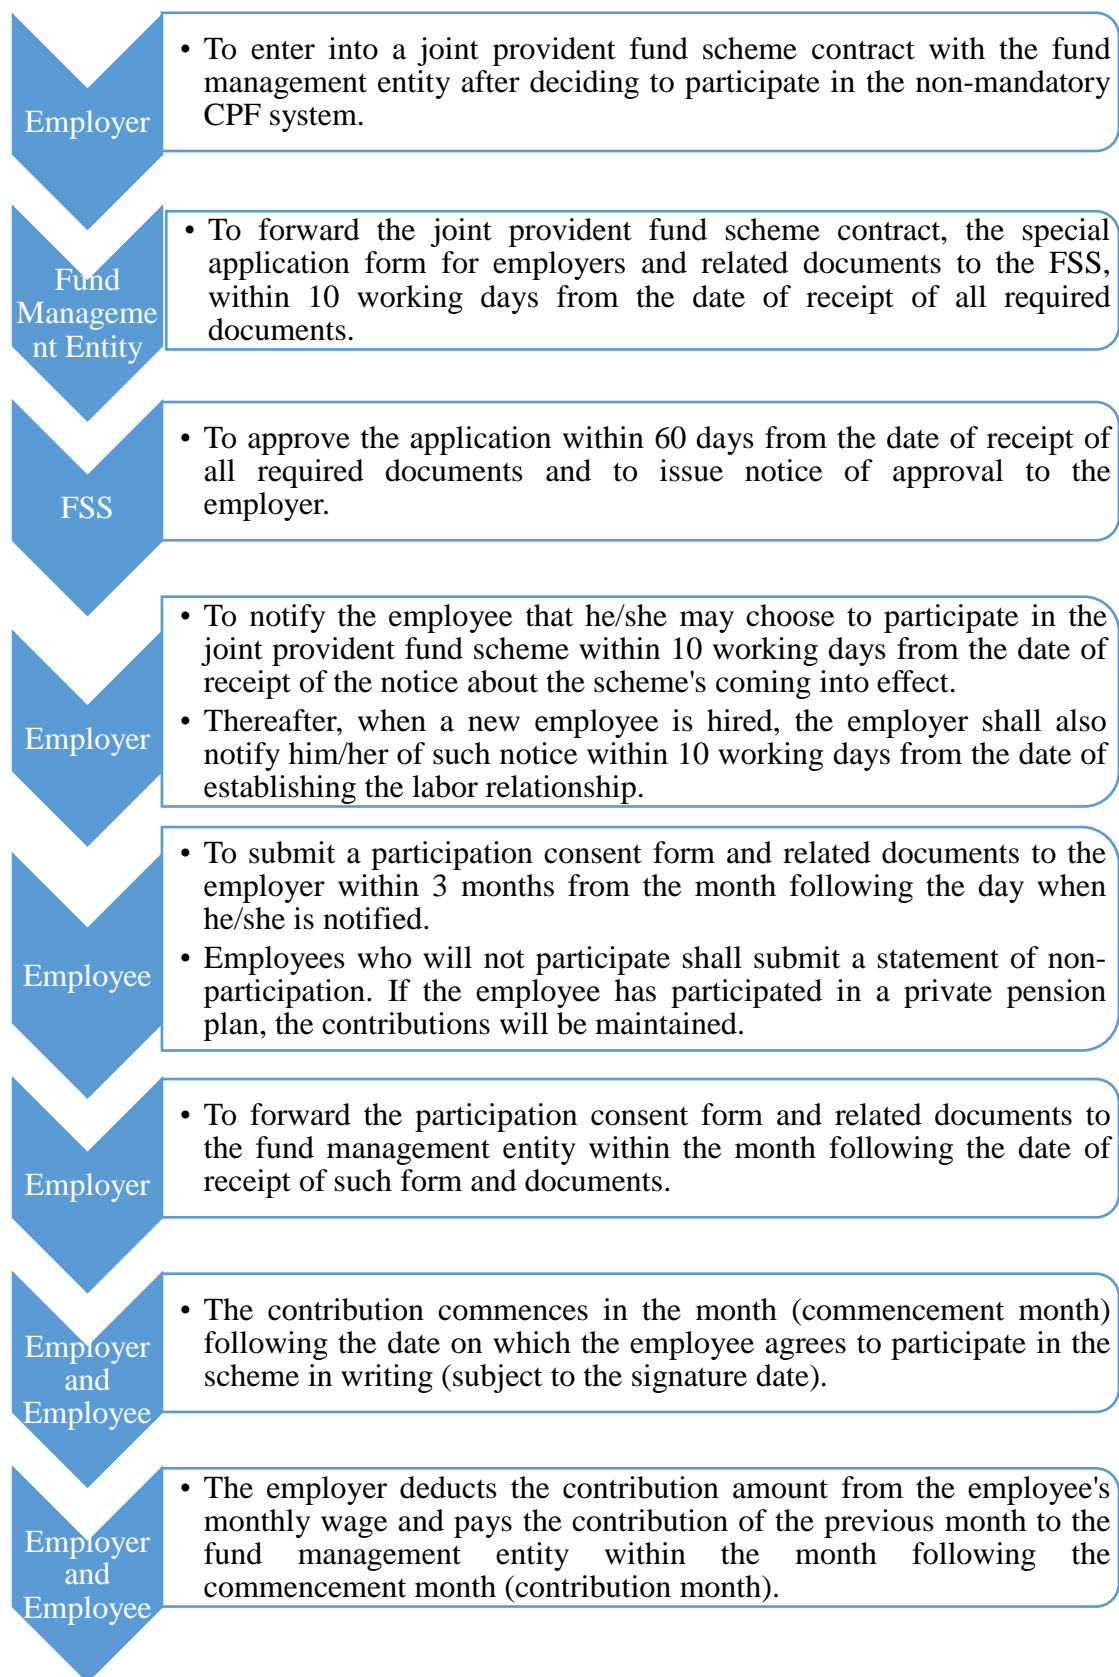 Employer
• To enter into a joint provident fund scheme contract with the fund
management entity after deciding to participate in the non-mandatory
CPF system.
Fund
Manageme
nt Entity
• To forward the joint provident fund scheme contract, the special
application form for employers and related documents to the FSS,
within 10 working days from the date of receipt of all required
documents.
FSS
• To approve the application within 60 days from the date of receipt of
all required documents and to issue notice of approval to the
employer.
Employer
• To notify the employee that he/she may choose to participate in the
joint provident fund scheme within 10 working days from the date of
receipt of the notice about the scheme's coming into effect.
• Thereafter, when a new employee is hired, the employer shall also
notify him/her of such notice within 10 working days from the date of
establishing the labor relationship.
Employee
• To submit a participation consent form and related documents to the
employer within 3 months from the month following the day when
he/she is notified.
• Employees who will not participate shall submit a statement of non-
participation. If the employee has participated in a private pension
plan, the contributions will be maintained.
Employer
• To forward the participation consent form and related documents to
the fund management entity within the month following the date of
receipt of such form and documents.
Employer
and
Employee
• The contribution commences in the month (commencement month)
following the date on which the employee agrees to participate in the
scheme in writing (subject to the signature date).
Employer
and
Employee
• The employer deducts the contribution amount from the employee's
monthly wage and pays the contribution of the previous month to the
fund management entity within the month following the
commencement month (contribution month).